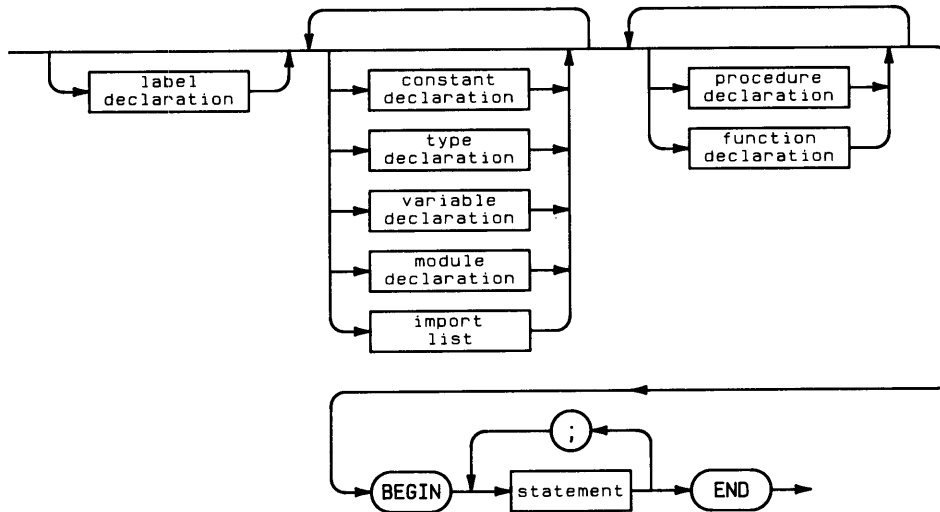 label
declaration
constant
declaration
type
declaration
variable
declaration
module
declaration
import
list
procedure
declaration
function
declaration
;
BEGIN
statement
END